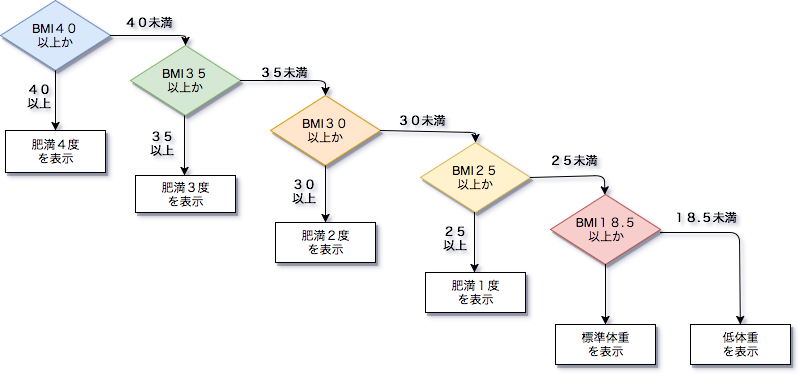 BMI４０
以上か
４０未満
４０
以上
肥満４度
を表示
BMI３５
以上か
３５未満
３５
以上
肥満３度
を表示
BMI３０
以上か
３０未満
３０
以上
肥満２度
を表示
BMI２５
以上か
２５未満
２５
以上
肥満１度
を表示
BMI１８.５
以上か
１８.５未満
標準体重
を表示
低体重
を表示